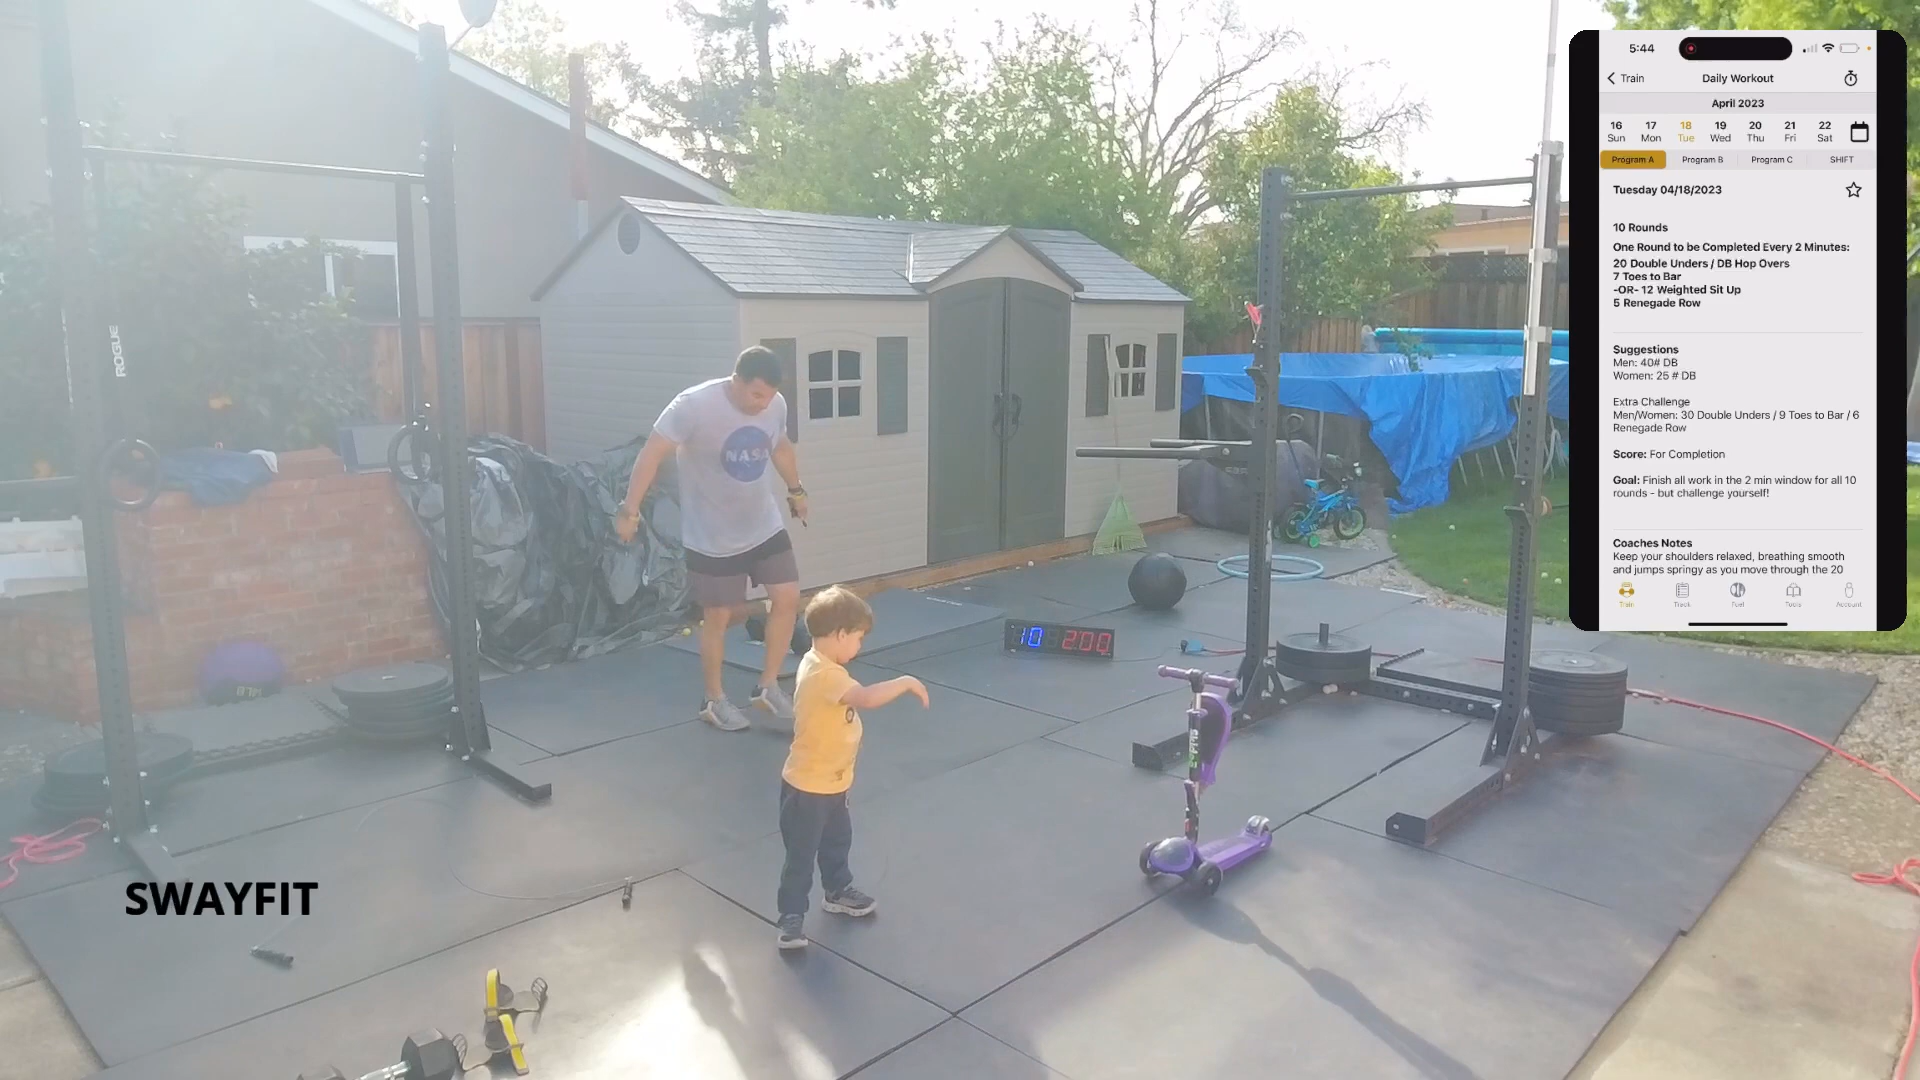 5:44
Train
Daily Workout
April 2023
16 17 18 19 20 21 22
Sun Mon Tue Wed Thu Fri Sat
Program A Program B Program C SHIFT
Tuesday 04/18/2023
10 Rounds
One Round to be Completed Every 2 Minutes:
20 Double Unders / DB Hop Overs
7 Toes to Bar
-OR- 12 Weighted Sit Up
5 Renegade Row
Suggestions
Men: 40# DB
Women: 25 # DB
Extra Challenge
Men/Women: 30 Double Unders / 9 Toes to Bar / 6
Renegade Row
Score: For Completion
Goal: Finish all work in the 2 min window for all 10
rounds - but challenge yourself!
Coaches Notes
Keep your shoulders relaxed, breathing smooth
and jumps springy as you move through the 20
Train Track Fuel Tools Account
ROGUE
NASA
10 2:00
SWAYFIT